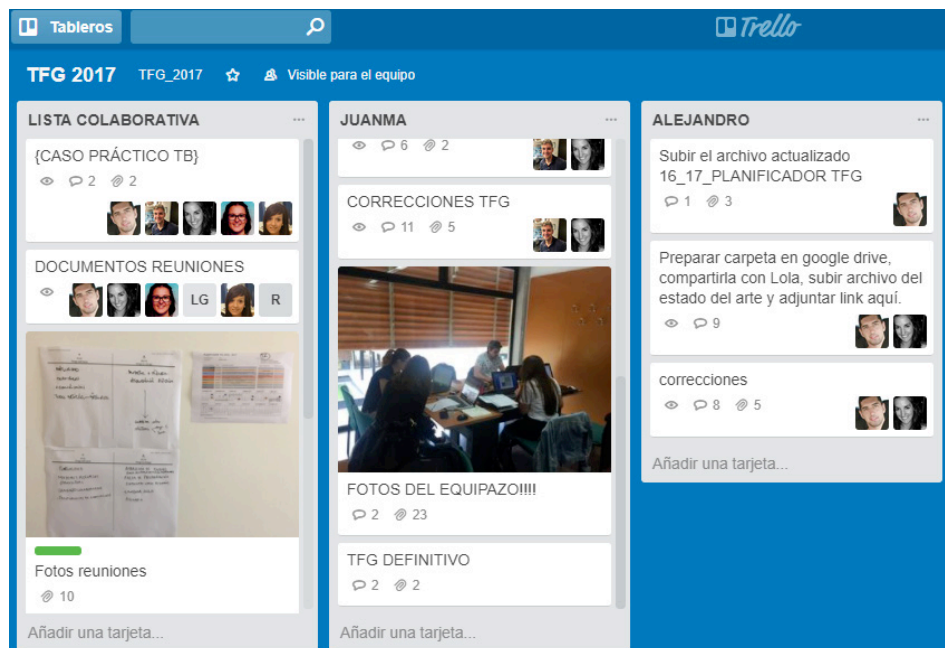 Tableros
Trello
TFG 2017 TFG_2017 Visible para el equipo
LISTA COLABORATIVA
{CASO PRÁCTICO TB}
2 2
DOCUMENTOS REUNIONES
LG R
Fotos reuniones
10
Añadir una tarjeta...
JUANMA
6 2
CORRECCIONES TFG
11 5
FOTOS DEL EQUIPAZO!!!!
2 23
TFG DEFINITIVO
2 2
Añadir una tarjeta...
ALEJANDRO
Subir el archivo actualizado
16_17_PLANIFICADOR TFG
1 3
Preparar carpeta en google drive,
compartirla con Lola, subir archivo del
estado del arte y adjuntar link aquí.
9
correcciones
8 5
Añadir una tarjeta...